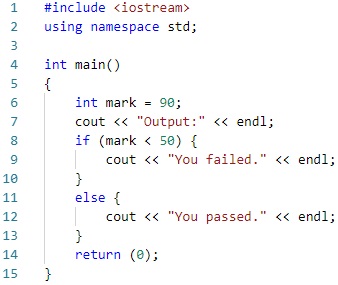 1 #include <iostream>
2 using namespace std;
3
4 int main()
5 {
6     int mark = 90;
7     cout << "Output:" << endl;
8     if (mark < 50) {
9         cout << "You failed." << endl;
10     }
11     else {
12         cout << "You passed." << endl;
13     }
14     return (0);
15 }